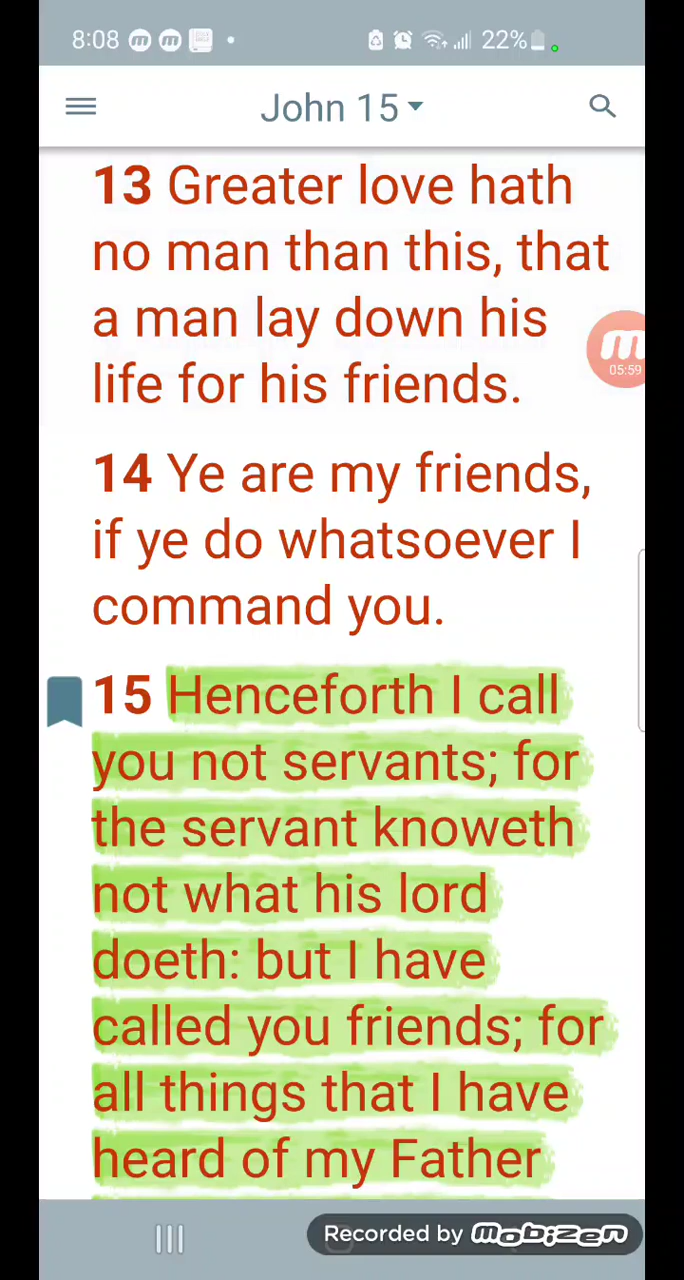 8:08
22%
John 15
13 Greater love hath
no man than this, that
a man lay down his
life for his friends.
05:59
14 Ye are my friends,
if ye do whatsoever I
command you.
15 Henceforth I call
you not servants; for
the servant knoweth
not what his lord
doeth: but I have
called you friends; for
all things that I have
heard of my Father
Recorded by mobizen